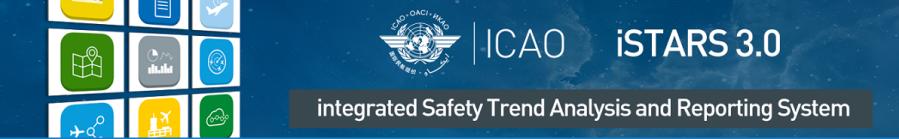 ICAO · OACI · ИКАО
ICAO iSTARS 3.0
integrated Safety Trend Analysis and Reporting System